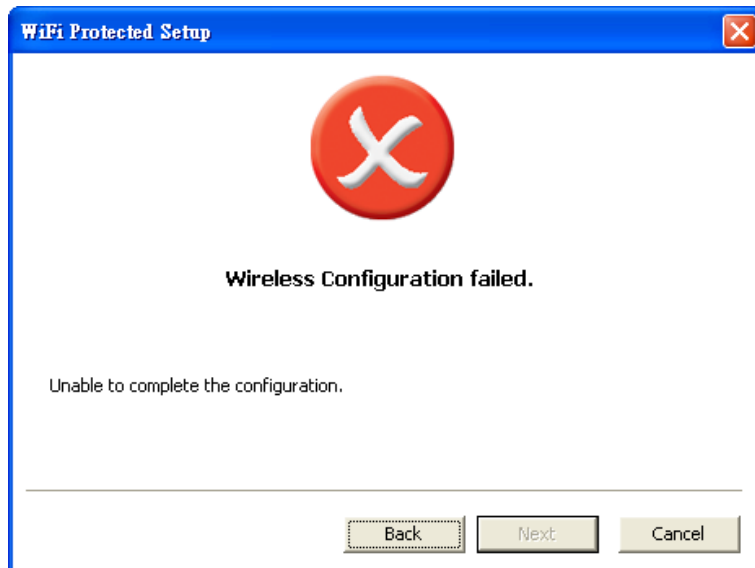 WiFi Protected Setup
Wireless Configuration failed.
Unable to complete the configuration.
Back
Next
Cancel